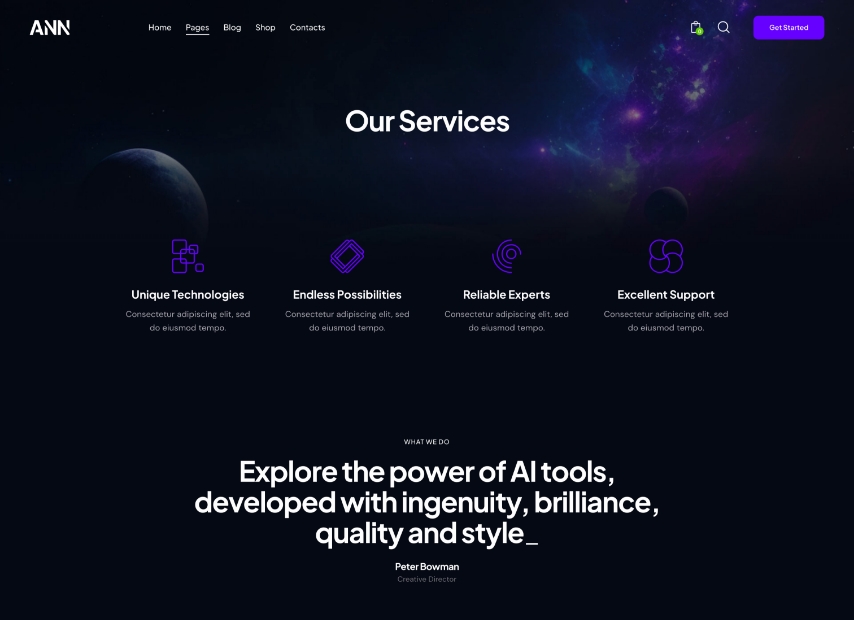 ANN
Home Pages Blog Shop Contacts
0
Get Started
Our Services
Unique Technologies
Consectetur adipiscing elit, sed
do eiusmod tempo.
Endless Possibilities
Consectetur adipiscing elit, sed
do eiusmod tempo.
Reliable Experts
Consectetur adipiscing elit, sed
do eiusmod tempo.
Excellent Support
Consectetur adipiscing elit, sed
do eiusmod tempo.
WHAT WE DO
Explore the power of AI tools,
developed with ingenuity, brilliance,
quality and style_
Peter Bowman
Creative Director